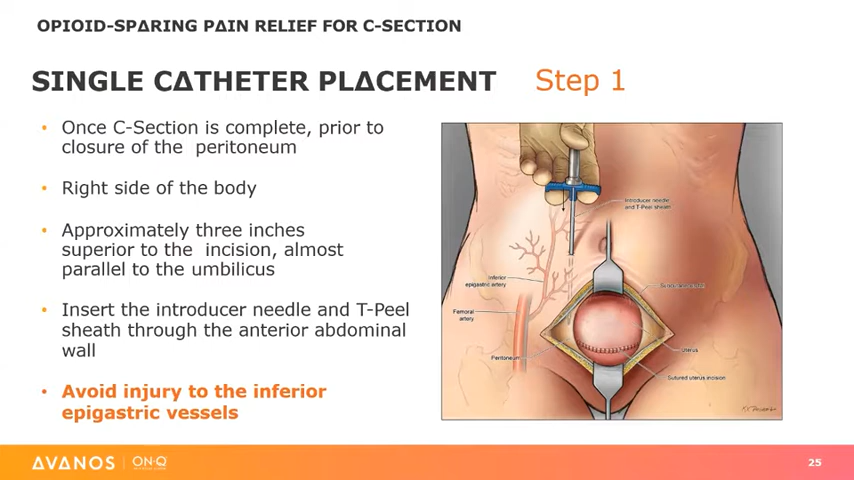 OPIOID-SPΔRING PΔIN RELIEF FOR C-SECTION
SINGLE CΔTHETER PLΔCEMENT Step 1
• Once C-Section is complete, prior to
closure of the peritoneum
• Right side of the body
• Approximately three inches
superior to the incision, almost
parallel to the umbilicus
• Insert the introducer needle and T-Peel
sheath through the anterior abdominal
wall
• Avoid injury to the inferior
epigastric vessels
Introducer needle
and T-Peel sheath
Inferior
epigastric artery
Femoral
artery
Peritoneum
Uterus
Sutured uterus incision
ΔVΔNOS | ON-Q
25